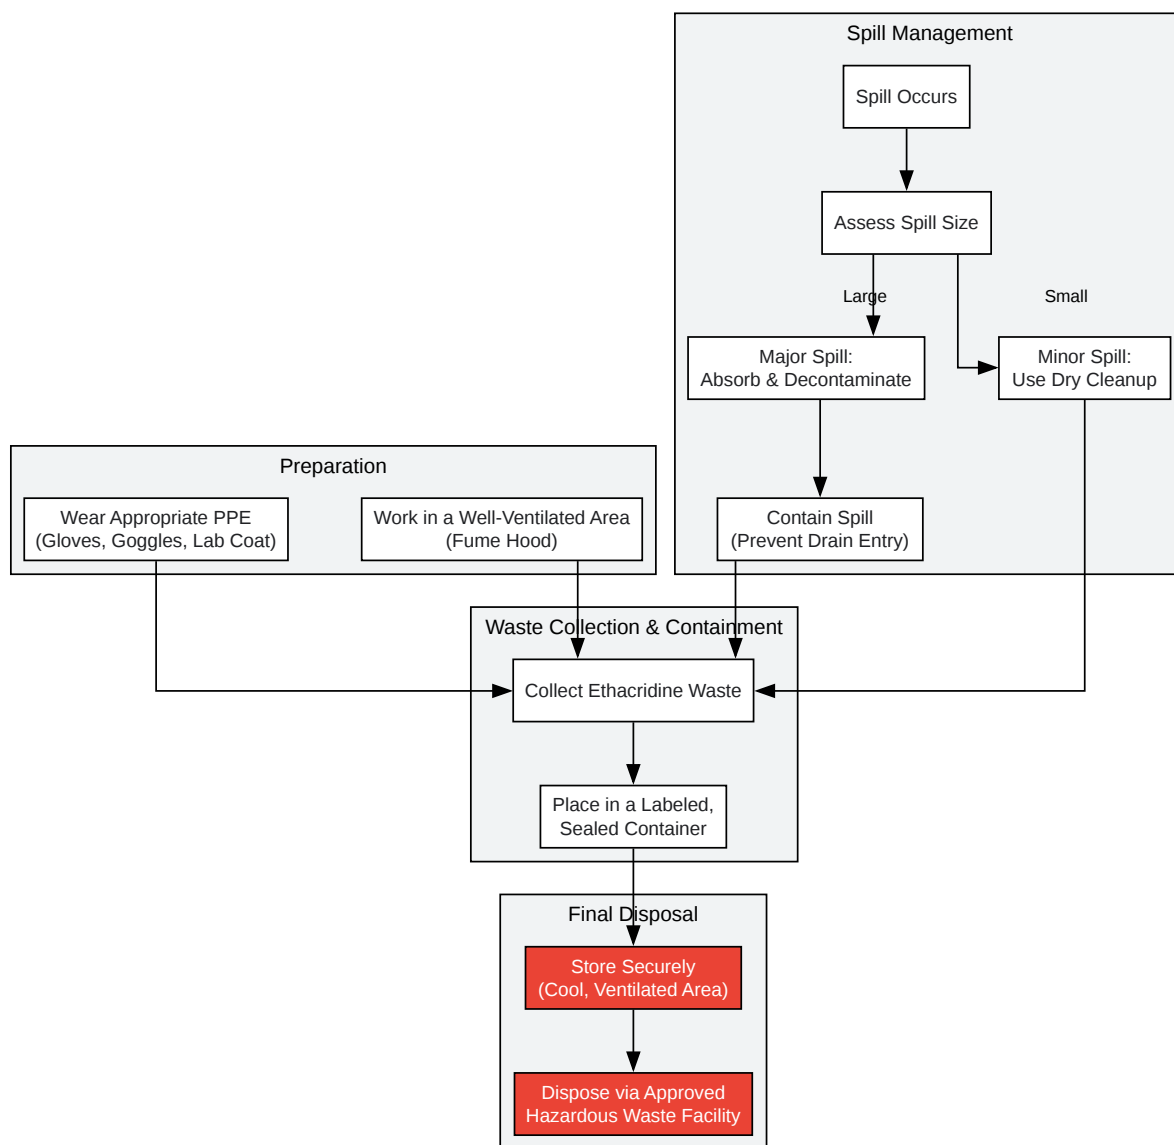 Spill Management
Spill Occurs
Assess Spill Size
Large
Small
Major Spill:
Absorb & Decontaminate
Minor Spill:
Use Dry Cleanup
Preparation
Wear Appropriate PPE
(Gloves, Goggles, Lab Coat)
Work in a Well-Ventilated Area
(Fume Hood)
Contain Spill
(Prevent Drain Entry)
Waste Collection & Containment
Collect Ethacridine Waste
Place in a Labeled,
Sealed Container
Final Disposal
Store Securely
(Cool, Ventilated Area)
Dispose via Approved
Hazardous Waste Facility